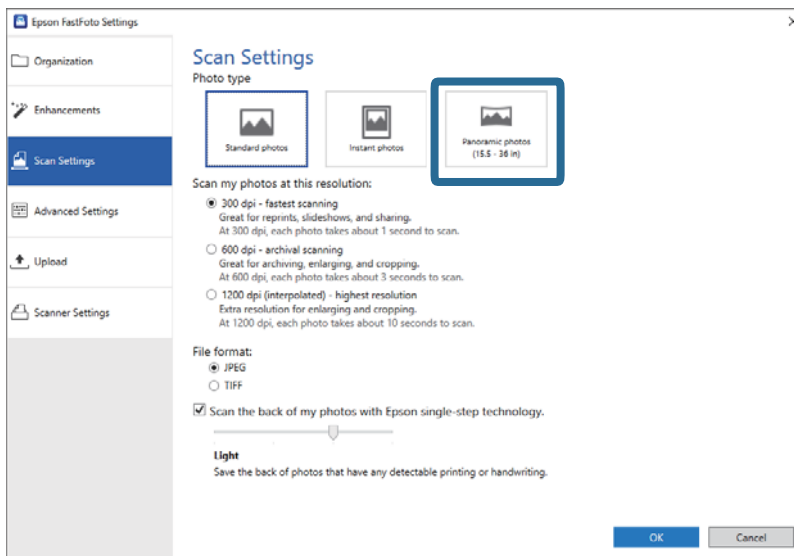 Epson FastFoto Settings
Organization
Enhancements
Scan Settings
Advanced Settings
Upload
Scanner Settings
Scan Settings
Photo type
Standard photos
Instant photos
Panoramic photos
(15.5 - 36 in)
Scan my photos at this resolution:
300 dpi - fastest scanning
Great for reprints, slideshows, and sharing.
At 300 dpi, each photo takes about 1 second to scan.
600 dpi - archival scanning
Great for archiving, enlarging, and cropping.
At 600 dpi, each photo takes about 3 seconds to scan.
1200 dpi (interpolated) - highest resolution
Extra resolution for enlarging and cropping.
At 1200 dpi, each photo takes about 10 seconds to scan.
File format:
JPEG
TIFF
Scan the back of my photos with Epson single-step technology.
Light
Save the back of photos that have any detectable printing or handwriting.
OK
Cancel